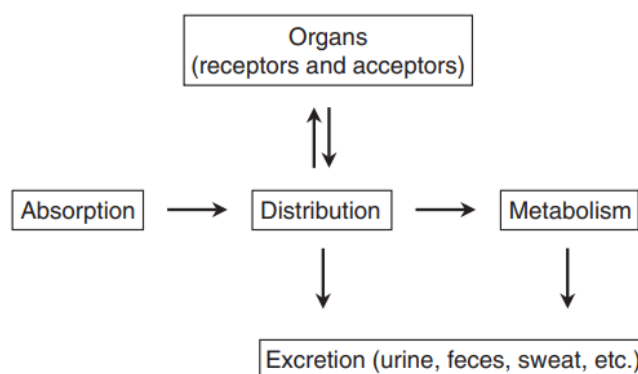 Organs
(receptors and acceptors)
Absorption
Distribution
Metabolism
Excretion (urine, feces, sweat, etc.)